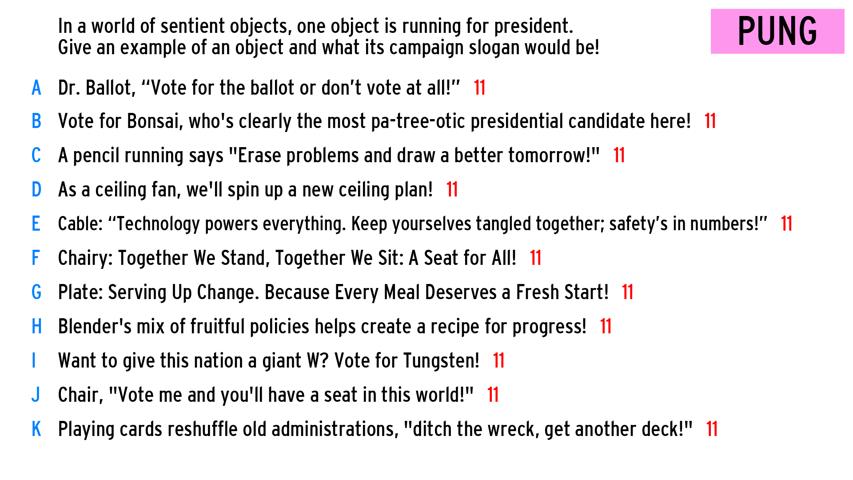 In a world of sentient objects, one object is running for president.
Give an example of an object and what its campaign slogan would be!
PUNG
A Dr. Ballot, “Vote for the ballot or don’t vote at all!” 11
B Vote for Bonsai, who's clearly the most pa-tree-otic presidential candidate here! 11
C A pencil running says "Erase problems and draw a better tomorrow!" 11
D As a ceiling fan, we'll spin up a new ceiling plan! 11
E Cable: “Technology powers everything. Keep yourselves tangled together; safety’s in numbers!” 11
F Chairy: Together We Stand, Together We Sit: A Seat for All! 11
G Plate: Serving Up Change. Because Every Meal Deserves a Fresh Start! 11
H Blender's mix of fruitful policies helps create a recipe for progress! 11
I Want to give this nation a giant W? Vote for Tungsten! 11
J Chair, "Vote me and you'll have a seat in this world!" 11
K Playing cards reshuffle old administrations, "ditch the wreck, get another deck!" 11